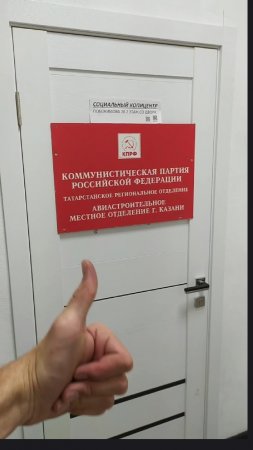 СОЦИАЛЬНЫЙ КОЛЛЦЕНТР
КПРФ
КОММУНИСТИЧЕСКАЯ ПАРТИЯ
РОССИЙСКОЙ ФЕДЕРАЦИИ
ТАТАРСТАНСКОЕ РЕГИОНАЛЬНОЕ ОТДЕЛЕНИЕ
АВИАСТРОИТЕЛЬНОЕ
МЕСТНОЕ ОТДЕЛЕНИЕ Г. КАЗАНИ